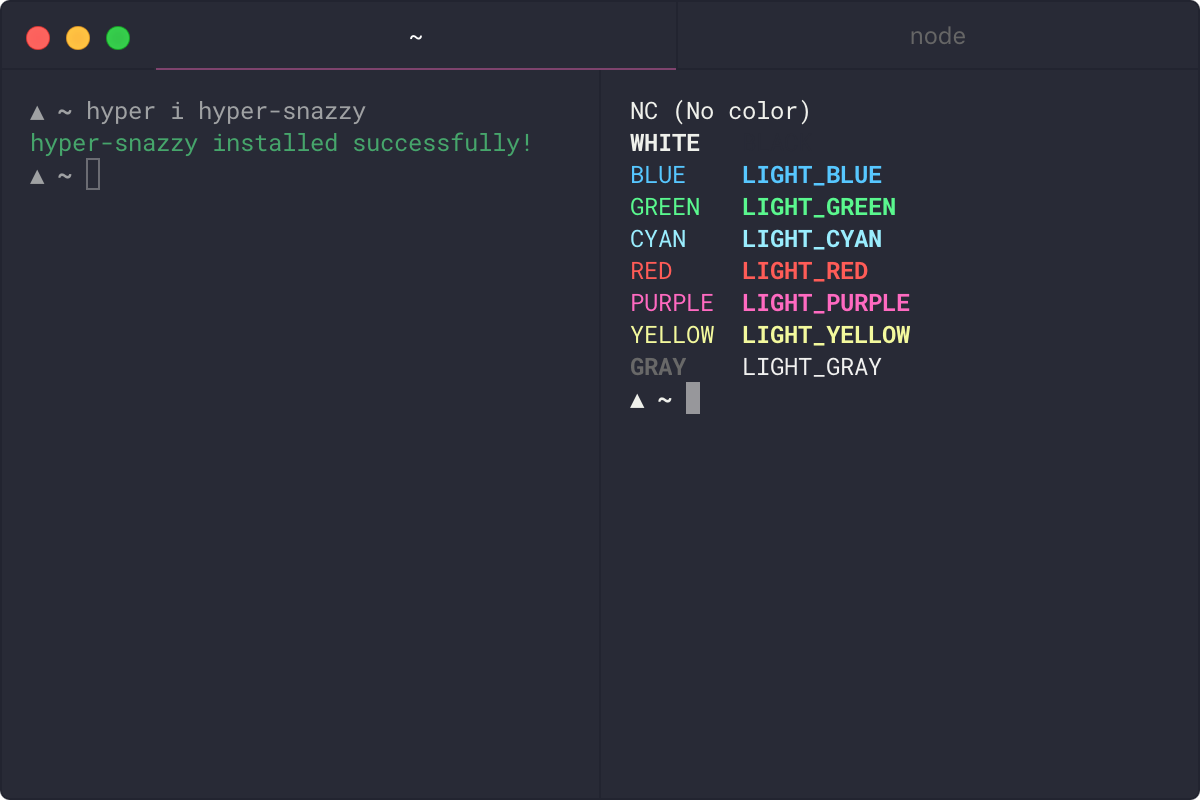 ~
node
▲ ~ hyper i hyper-snazzy
hyper-snazzy installed successfully!
▲ ~
NC (No color)
WHITE
BLUE    LIGHT_BLUE
GREEN   LIGHT_GREEN
CYAN    LIGHT_CYAN
RED     LIGHT_RED
PURPLE  LIGHT_PURPLE
YELLOW  LIGHT_YELLOW
GRAY    LIGHT_GRAY
▲ ~